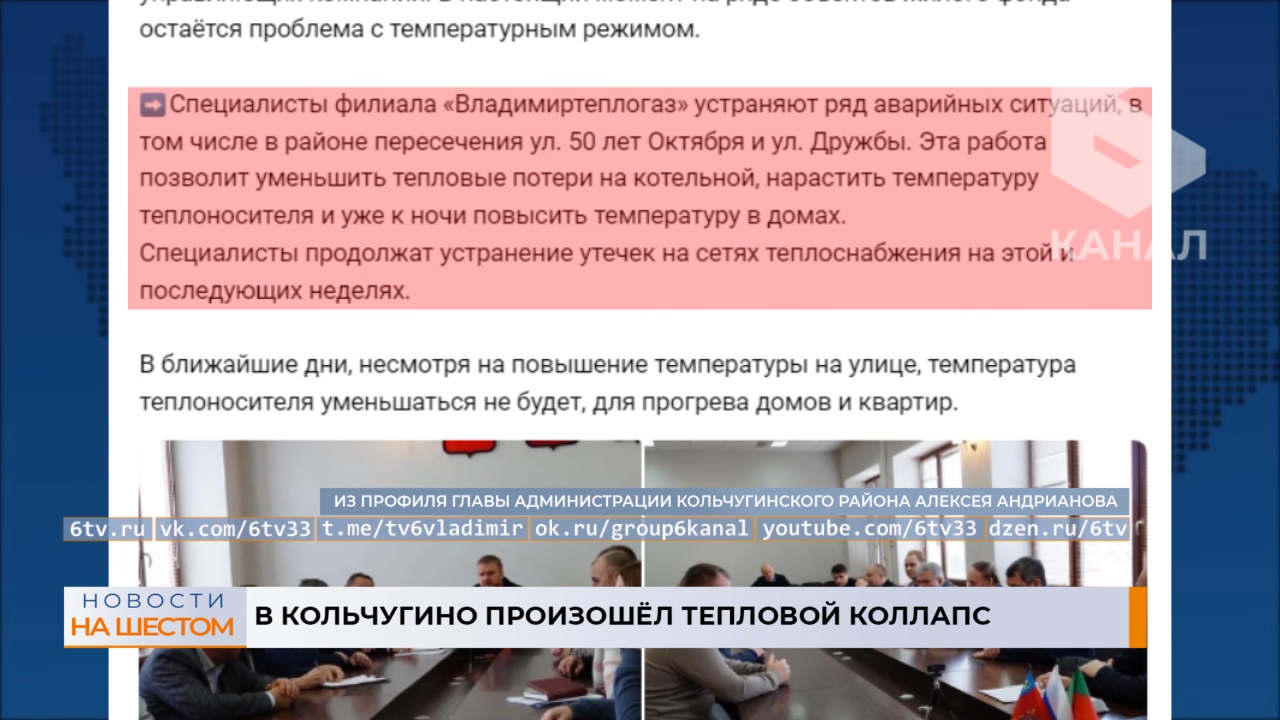 остаётся проблема с температурным режимом.
Специалисты филиала «Владимиртеплогаз» устраняют ряд аварийных ситуаций, в
том числе в районе пересечения ул. 50 лет Октября и ул. Дружбы. Эта работа
позволит уменьшить тепловые потери на котельной, нарастить температуру
теплоносителя и уже к ночи повысить температуру в домах.
Специалисты продолжат устранение утечек на сетях теплоснабжения на этой и
последующих неделях.
КАНАЛ
В ближайшие дни, несмотря на повышение температуры на улице, температура
теплоносителя уменьшаться не будет, для прогрева домов и квартир.
ИЗ ПРОФИЛЯ ГЛАВЫ АДМИНИСТРАЦИИ КОЛЬЧУГИНСКОГО РАЙОНА АЛЕКСЕЯ АНДРИАНОВА
6tv.ru vk.com/6tv33 t.me/tv6vladimir ok.ru/group6kanal youtube.com/6tv33 dzen.ru/6tv
НОВОСТИ
НА ШЕСТОМ
В КОЛЬЧУГИНО ПРОИЗОШЁЛ ТЕПЛОВОЙ КОЛЛАПС